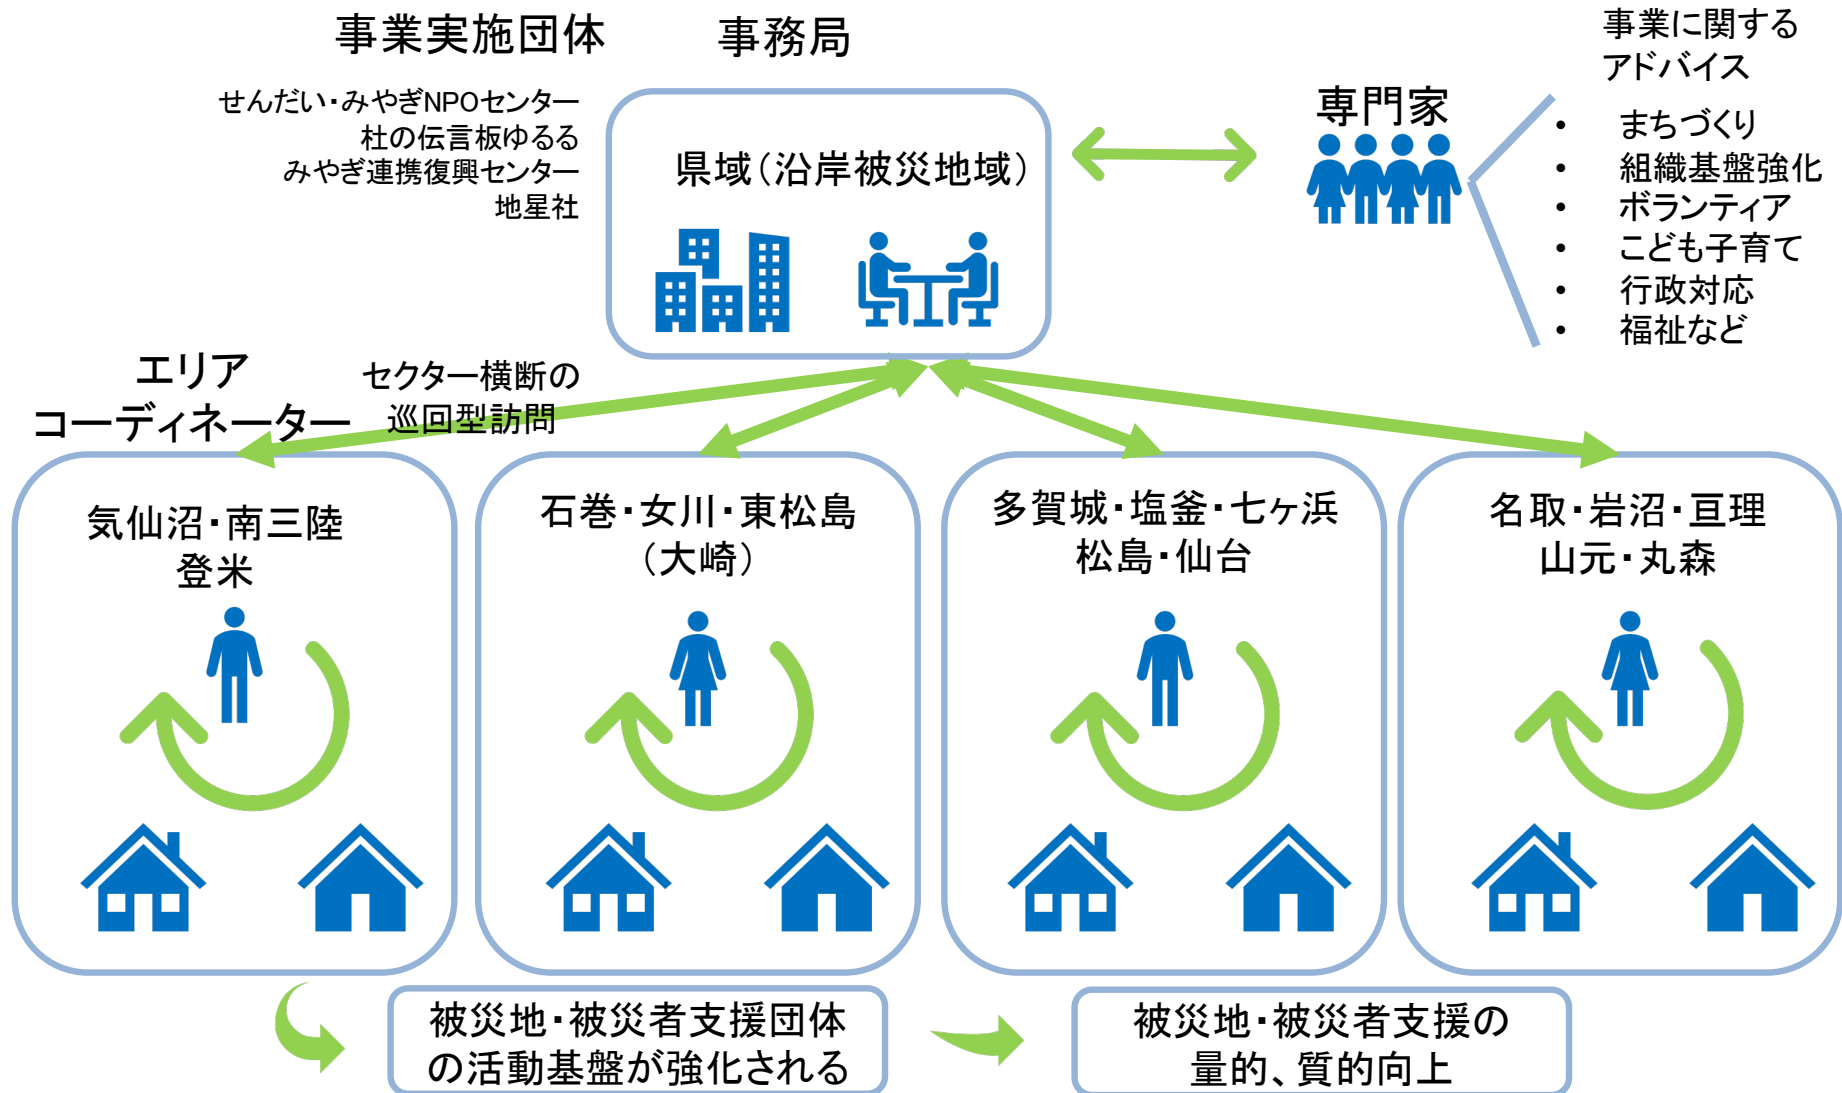 事業実施団体
事務局
せんだい・みやぎNPOセンター
杜の伝言板ゆるる
みやぎ連携復興センター
地星社
県域（沿岸被災地域）
専門家
事業に関する
アドバイス
• まちづくり
• 組織基盤強化
• ボランティア
• こども子育て
• 行政対応
• 福祉など
エリア
コーディネーター
セクター横断の
巡回型訪問
気仙沼・南三陸
登米
石巻・女川・東松島
（大崎）
多賀城・塩釜・七ヶ浜
松島・仙台
名取・岩沼・亘理
山元・丸森
被災地・被災者支援団体
の活動基盤が強化される
被災地・被災者支援の
量的、質的向上